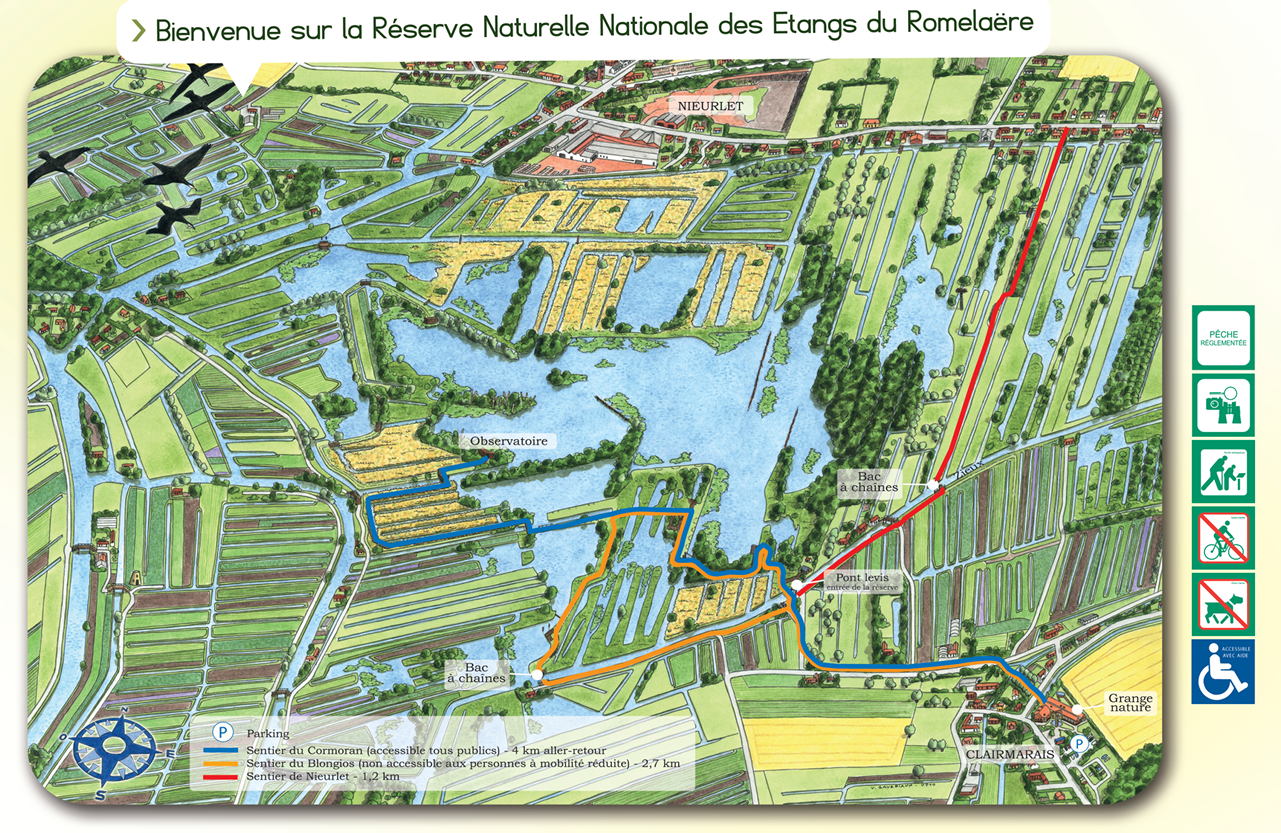 Bienvenue sur la Réserve Naturelle Nationale des Etangs du Romelaëre
NIEURLET
PÊCHE
RÉGLEMENTÉE
Observatoire
Bac
à chaînes
Pont levis
entrée de la réserve
ACCESSIBLE
AVEC AIDE
Bac
à chaînes
Grange
nature
N
O
E
S
P
Parking
Sentier du Cormoran (accessible tous publics) - 4 km aller-retour
Sentier du Blongios (non accessible aux personnes à mobilité réduite) - 2,7 km
Sentier de Nieurlet - 1,2 km
P
CLAIRMARAIS